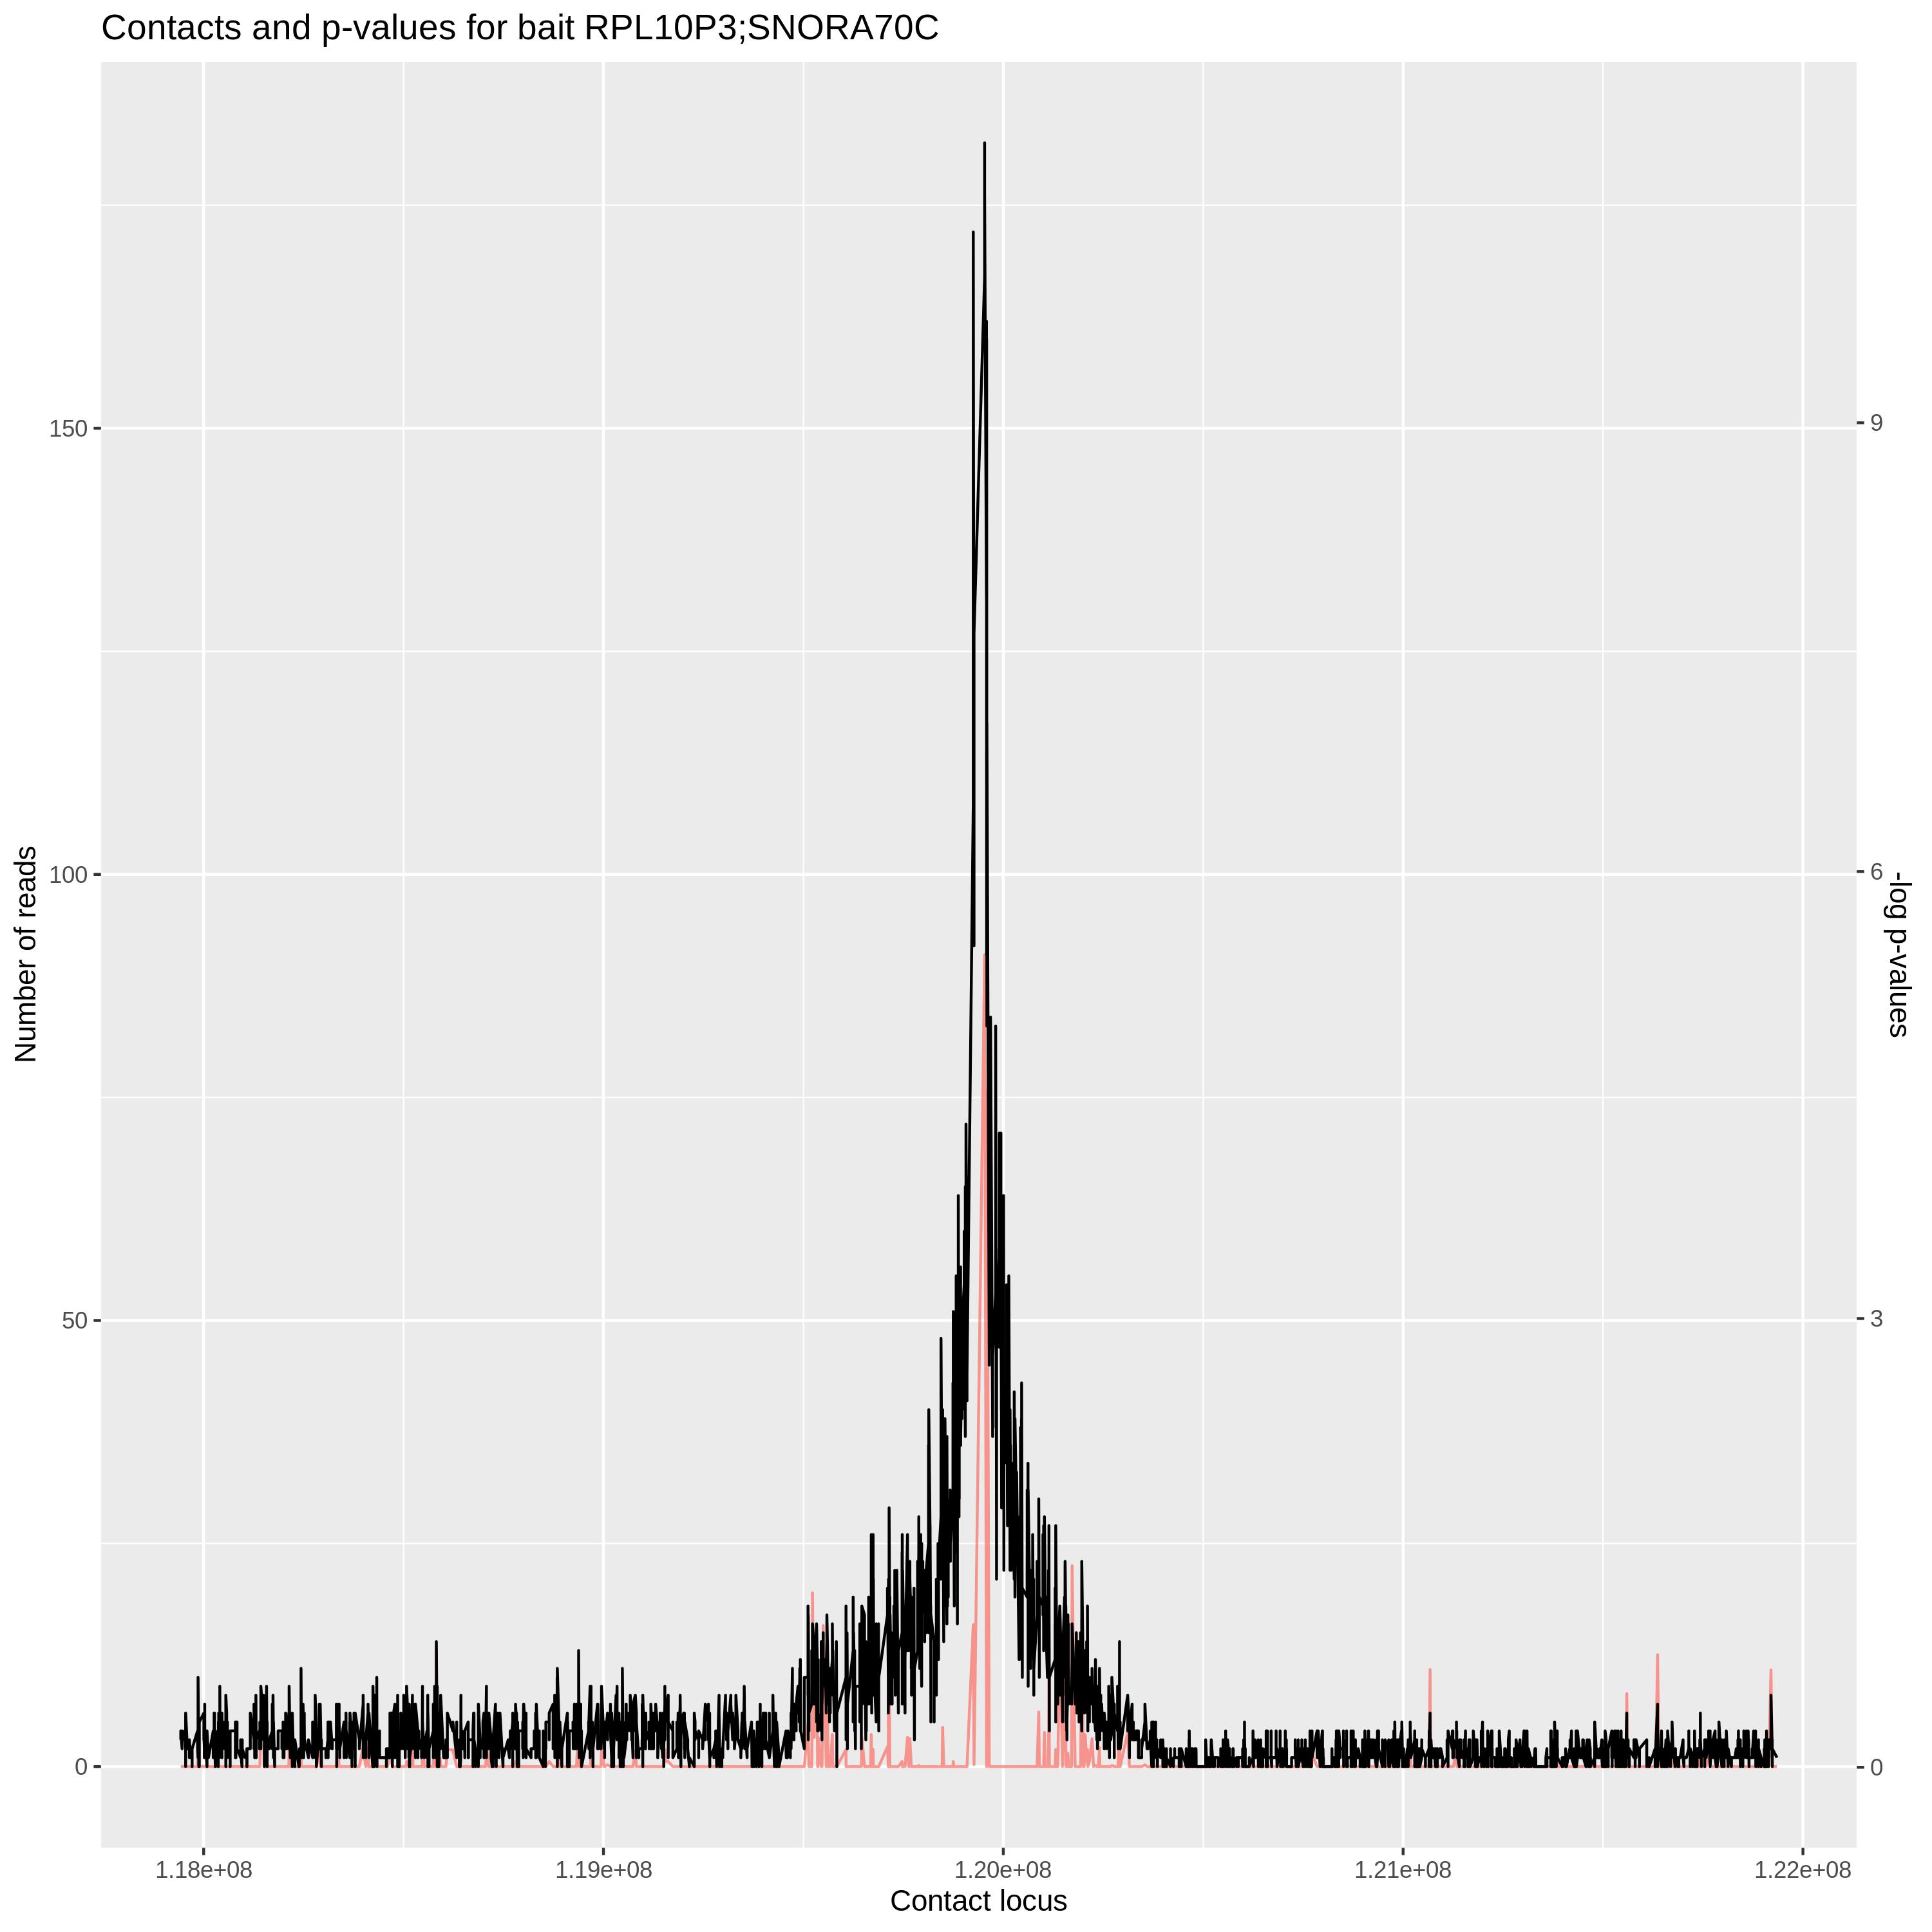 Contacts and p-values for bait RPL10P3;SNORA70C
Number of reads
150
100
50
0
9
6
3
0
-log p-values
1.18e+08
1.19e+08
1.20e+08
1.21e+08
1.22e+08
Contact locus